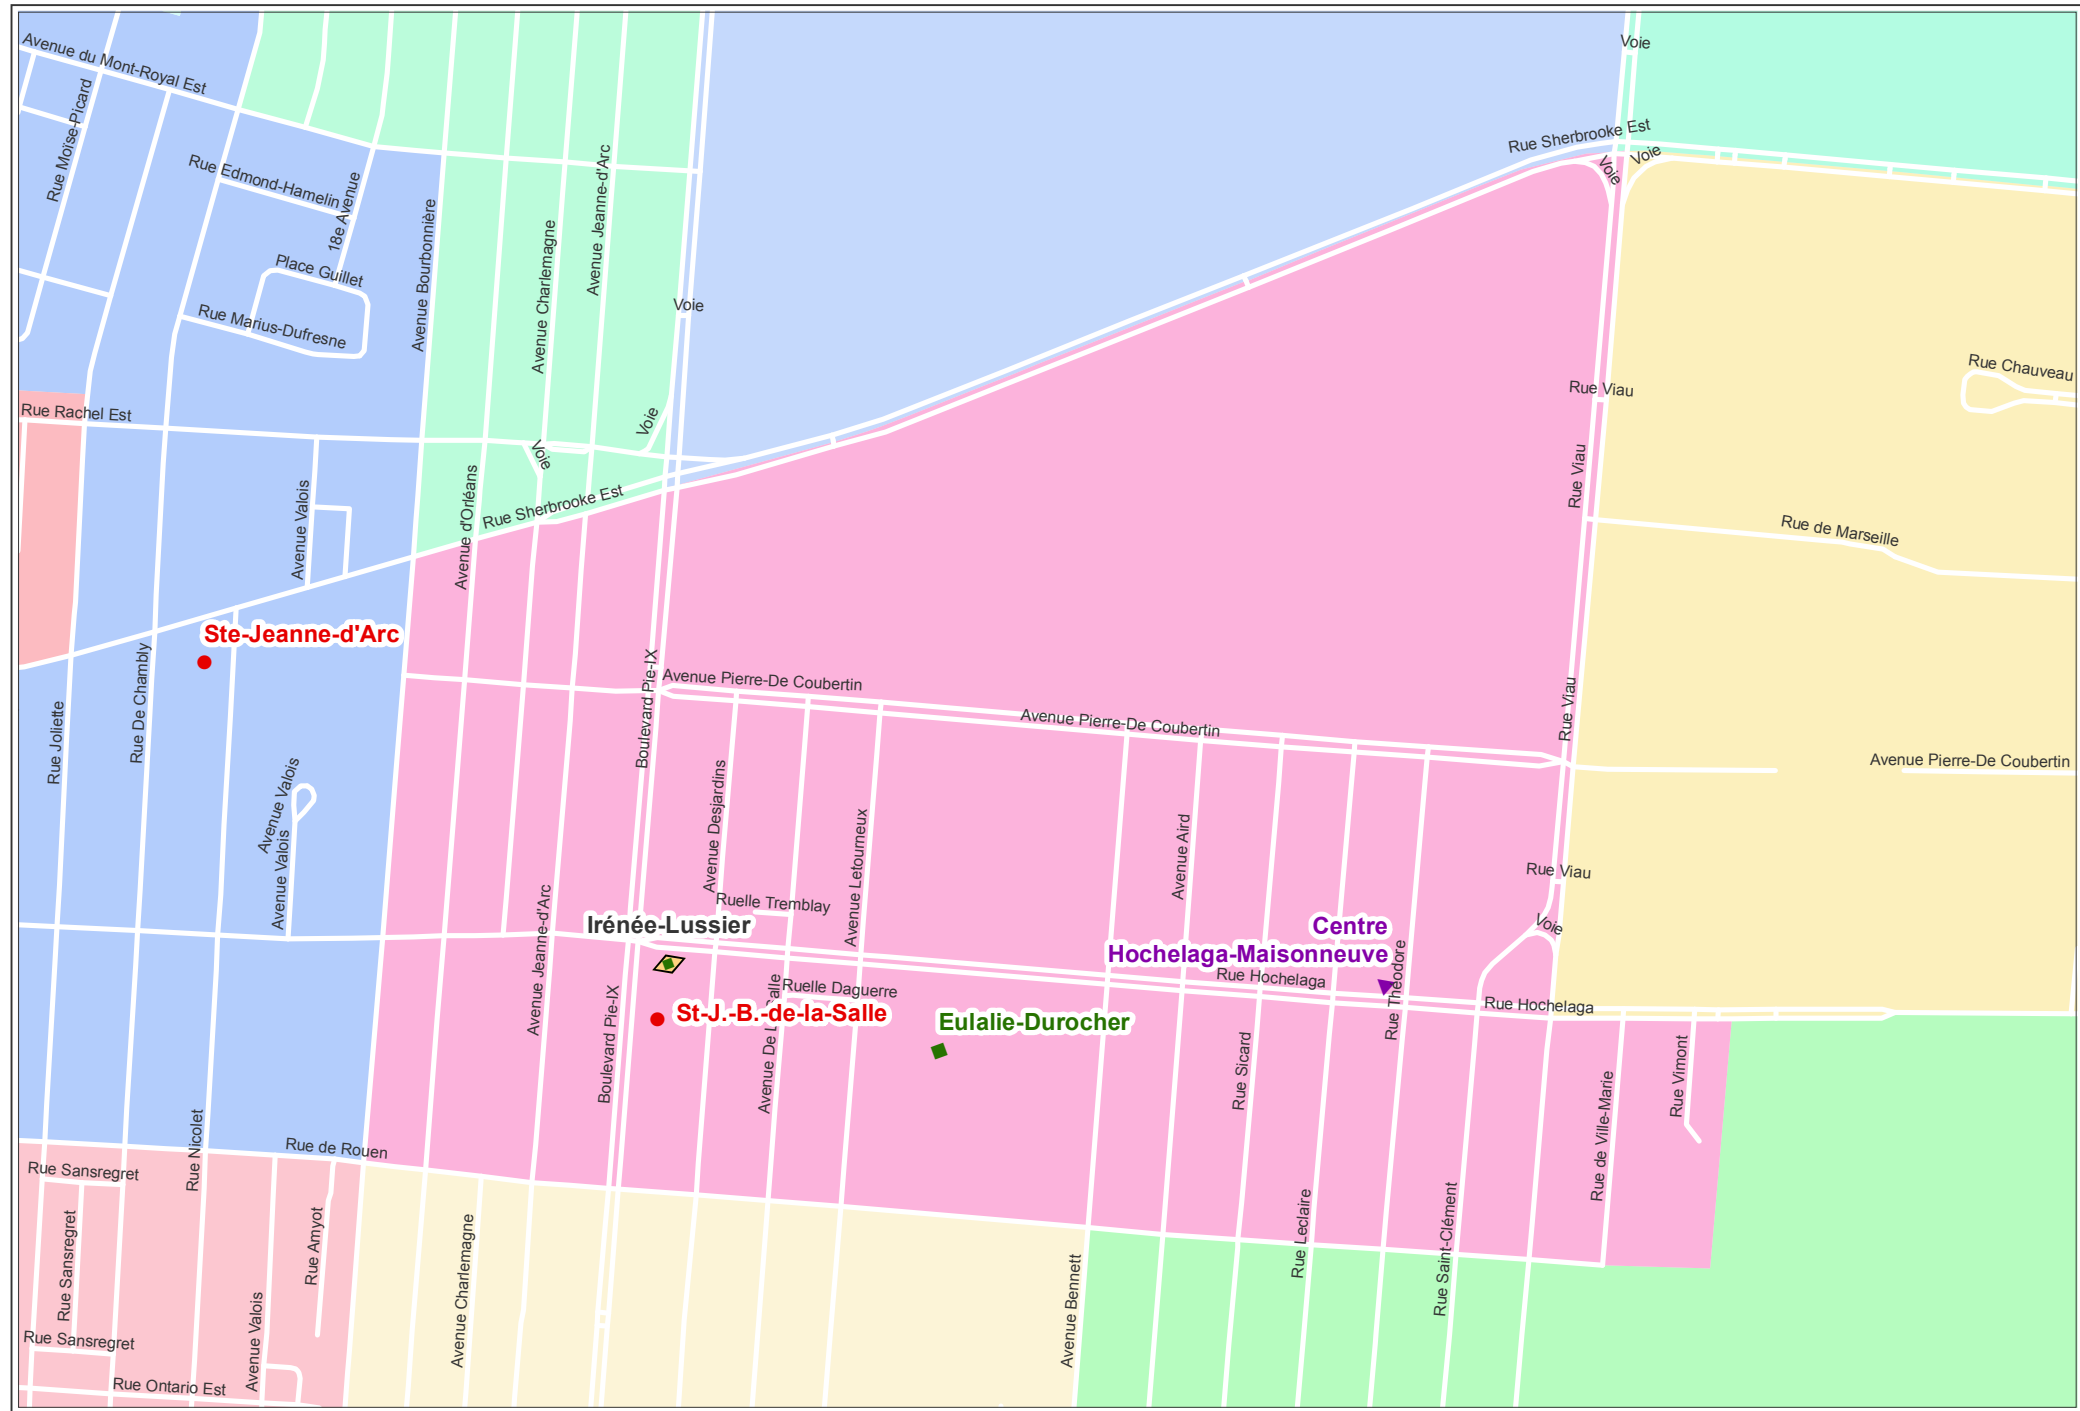 Avenue du Mont-Royal Est
Voie
Rue Moïse-Picard
Rue Sherbrooke Est
Voie
Voie
Rue Edmond-Hamelin
18e Avenue
Avenue Bourbonnière
Avenue Charlemagne
Avenue Jeanne-d'Arc
Place Guillet
Rue Marius-Dufresne
Voie
Rue Chauveau
Rue Viau
Rue Rachel Est
Voie
Voie
Rue Viau
Avenue Valois
Avenue d'Orléans
Rue Sherbrooke Est
Rue de Marseille
Ste-Jeanne-d'Arc
Rue Joliette
Rue De Chambly
Boulevard Pie-IX
Avenue Pierre-De Coubertin
Avenue Pierre-De Coubertin
Rue Viau
Avenue Pierre-De Coubertin
Avenue Valois
Avenue Valois
Avenue Desjardins
Avenue Letourneux
Avenue Aird
Rue Viau
Ruelle Tremblay
Irénée-Lussier
Centre
Hochelaga-Maisonneuve
Voie
Avenue Jeanne-d'Arc
Boulevard Pie-IX
Rue Hochelaga
Rue Théodore
Rue Hochelaga
Ruelle Daguerre
St-J.-B.-de-la-Salle
Eulalie-Durocher
Avenue De L Salle
Rue Sicard
Rue Vimont
Rue de Ville-Marie
Rue Nicolet
Rue de Rouen
Rue Sansregret
Rue Sansregret
Rue Amyot
Avenue Charlemagne
Avenue Bennett
Rue Leclaire
Rue Saint-Clément
Avenue Valois
Rue Sansregret
Rue Ontario Est